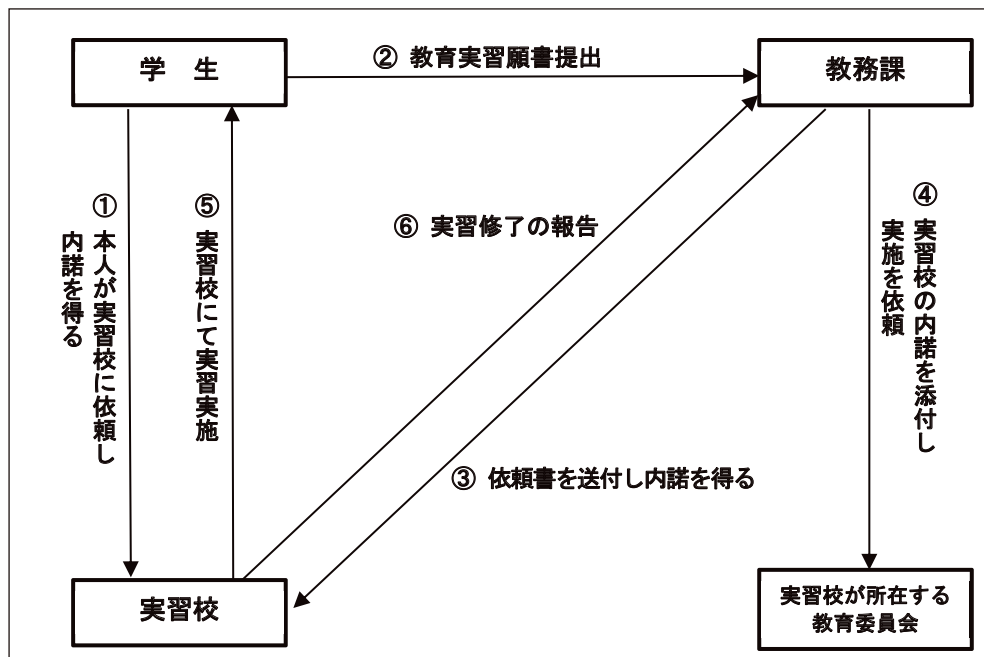 学　生
② 教育実習願書提出
教務課
① 本人が実習校に依頼し
内諾を得る
⑤ 実習校にて実習実施
⑥ 実習修了の報告
④ 実習校の内諾を添付し
実施を依頼
③ 依頼書を送付し内諾を得る
実習校
実習校が所在する
教育委員会